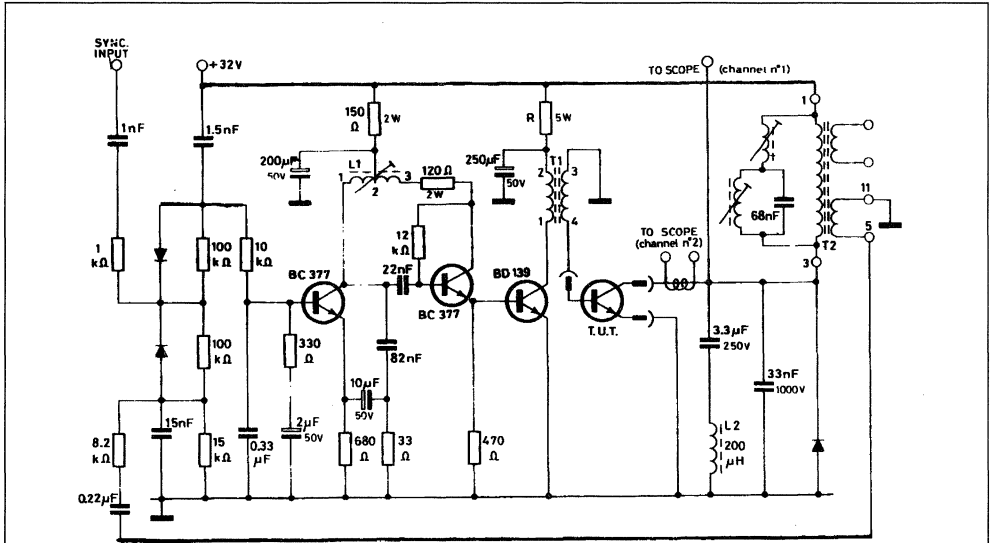 SYNC.
INPUT
+32V
TO SCOPE (channel n°1)
1nF
1.5nF
150
Ω
2W
R
5W
1
200µF
50V
L1
1
2
3
120Ω
2W
250µF
50V
T1
2
3
1
4
68nF
11
5
T2
3
TO SCOPE
(channel n°2)
1
kΩ
100
kΩ
10
kΩ
12
kΩ
BC 377
22nF
BC 377
BD 139
T.U.T.
100
kΩ
330
Ω
82nF
3.3µF
250V
33nF
1000V
10µF
50V
8.2
kΩ
15nF
15
kΩ
0.33
µF
2µF
50V
680
Ω
33
Ω
470
Ω
L2
200
µH
0.22µF